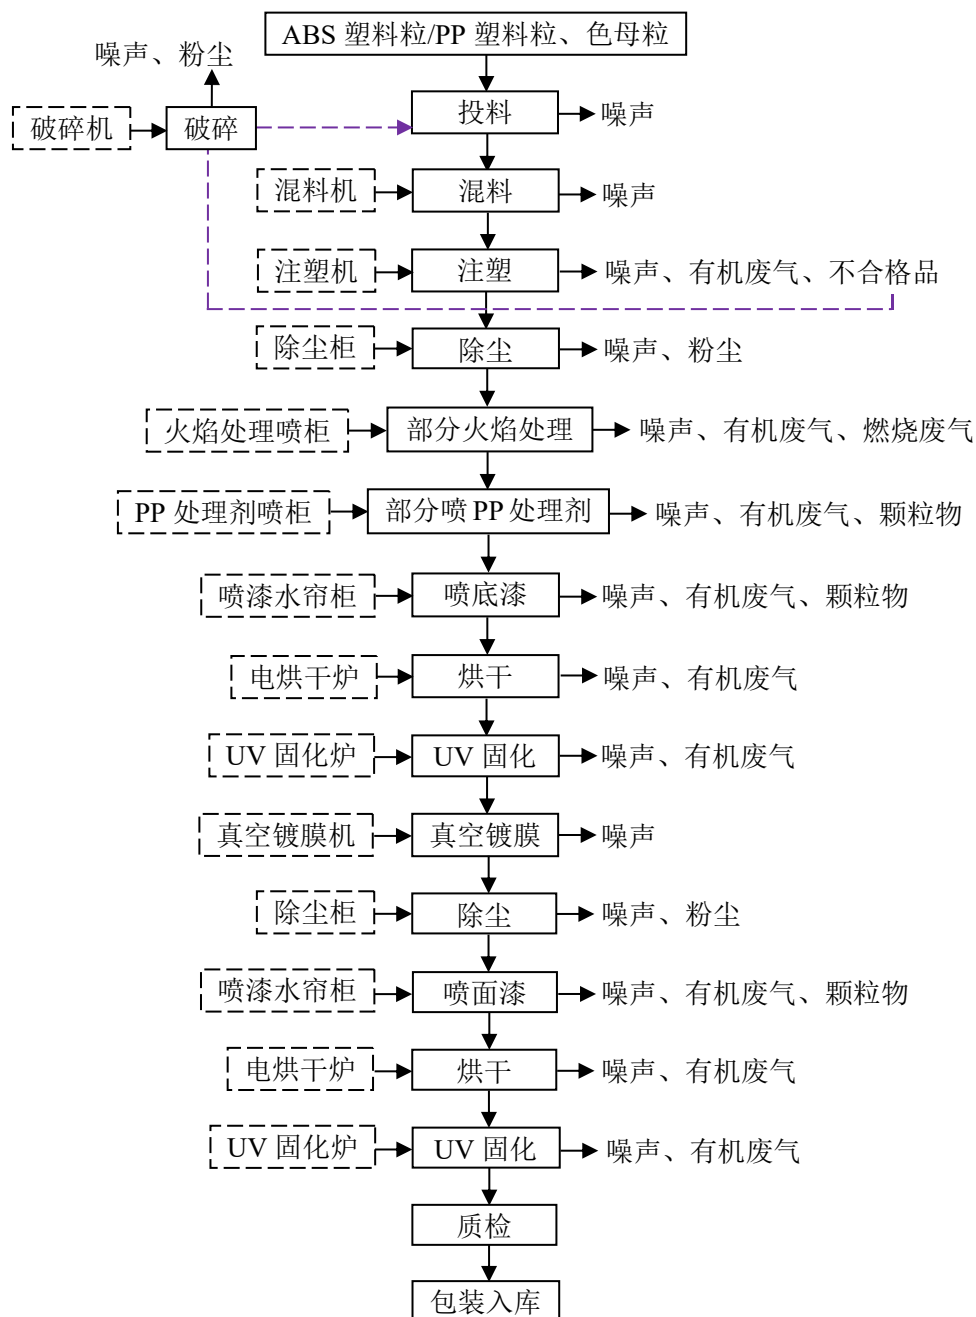 ABS 塑料粒/PP 塑料粒、色母粒
噪声、粉尘
破碎机 破碎 投料 噪声
混料机 混料 噪声
注塑机 注塑 噪声、有机废气、不合格品
除尘柜 除尘 噪声、粉尘
火焰处理喷柜 部分火焰处理 噪声、有机废气、燃烧废气
PP 处理剂喷柜 部分喷 PP 处理剂 噪声、有机废气、颗粒物
喷漆水帘柜 喷底漆 噪声、有机废气、颗粒物
电烘干炉 烘干 噪声、有机废气
UV 固化炉 UV 固化 噪声、有机废气
真空镀膜机 真空镀膜 噪声
除尘柜 除尘 噪声、粉尘
喷漆水帘柜 喷面漆 噪声、有机废气、颗粒物
电烘干炉 烘干 噪声、有机废气
UV 固化炉 UV 固化 噪声、有机废气
质检
包装入库